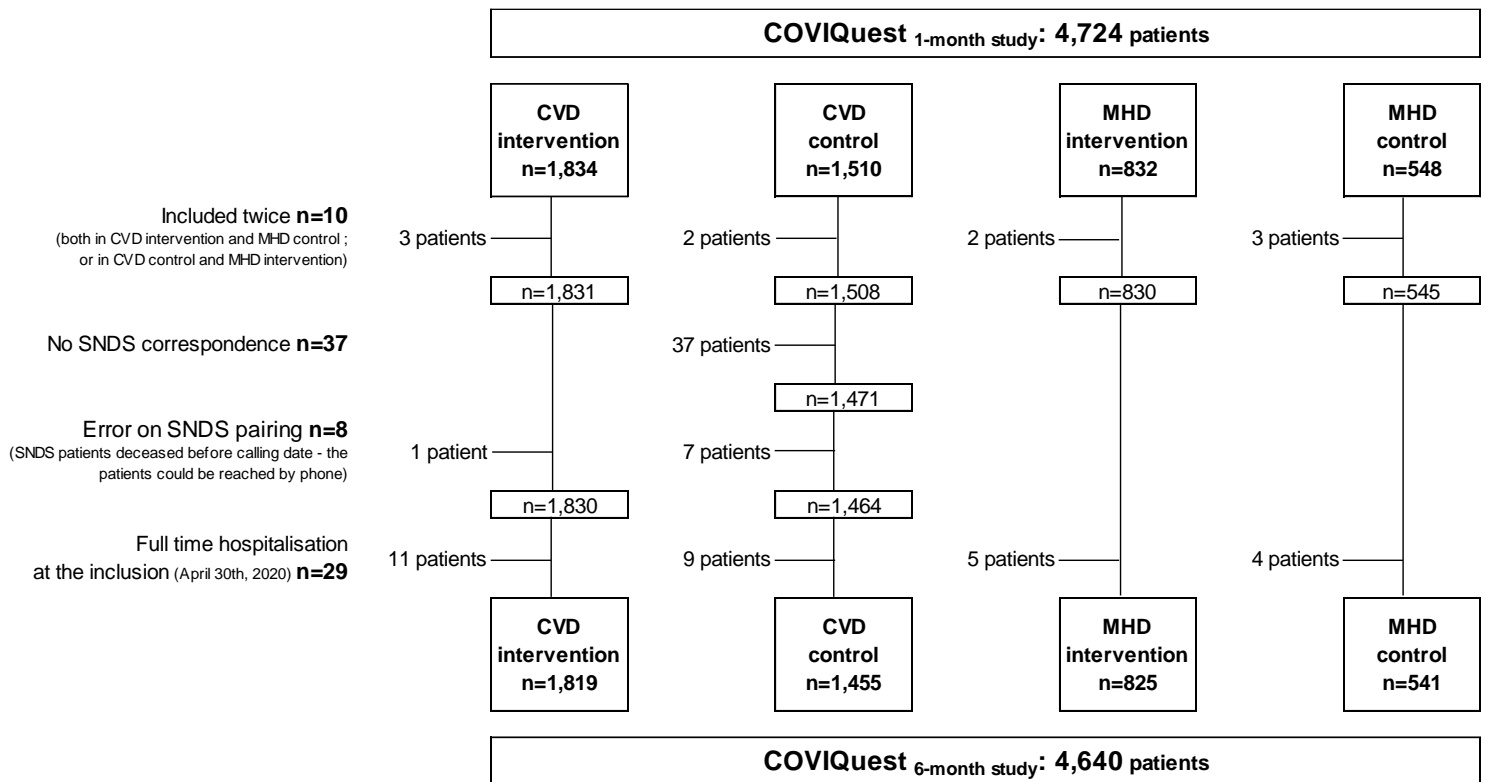 COVIQuest 1-month study: 4,724 patients
CVD
intervention
n=1,834
CVD
control
n=1,510
MHD
intervention
n=832
MHD
control
n=548
Included twice n=10
(both in CVD intervention and MHD control ;
or in CVD control and MHD intervention)
3 patients
2 patients
2 patients
3 patients
n=1,831
n=1,508
n=830
n=545
No SNDS correspondence n=37
37 patients
n=1,471
Error on SNDS pairing n=8
(SNDS patients deceased before calling date - the
patients could be reached by phone)
1 patient
7 patients
n=1,830
n=1,464
Full time hospitalisation
at the inclusion (April 30th, 2020) n=29
11 patients
9 patients
5 patients
4 patients
CVD
intervention
n=1,819
CVD
control
n=1,455
MHD
intervention
n=825
MHD
control
n=541
COVIQuest 6-month study: 4,640 patients